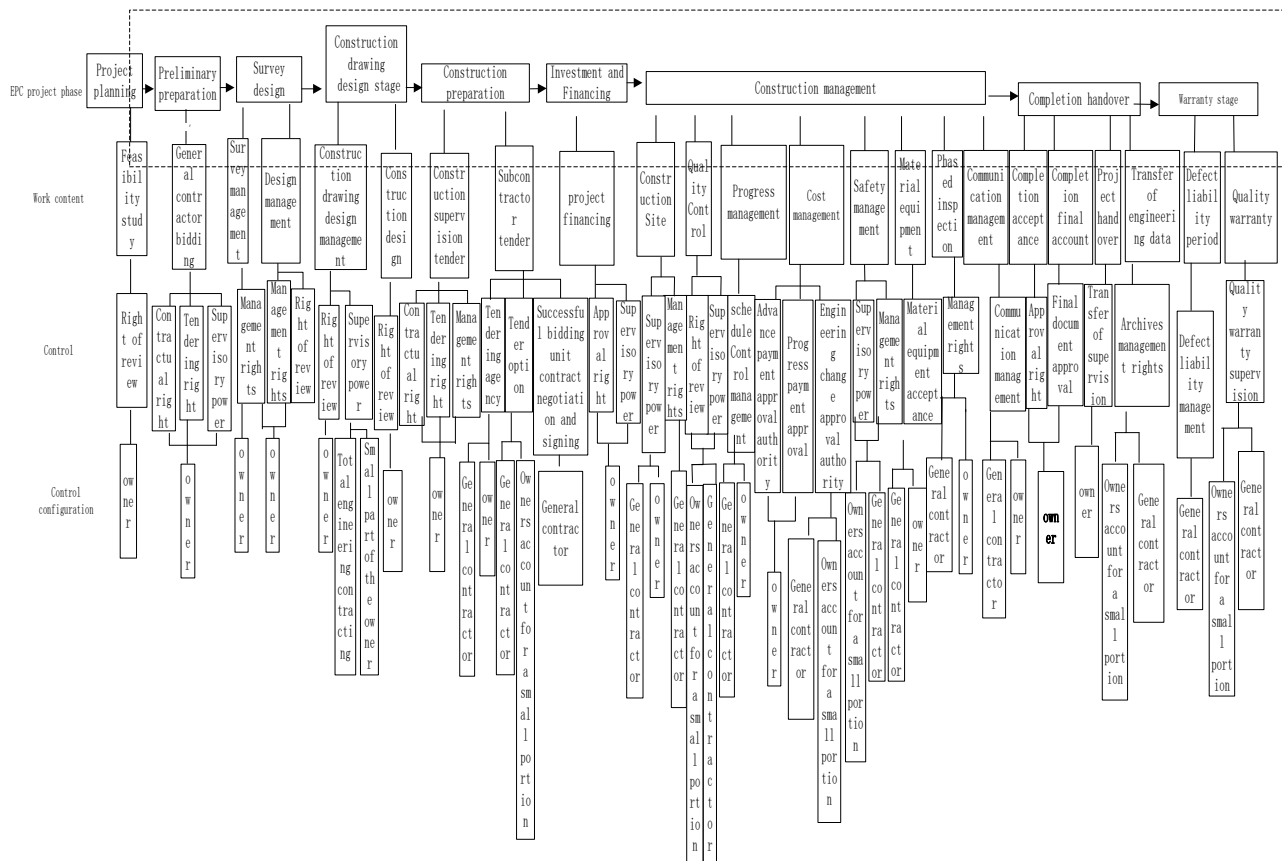 EPC project phase
Project planning
Preliminary preparation
Survey design
Construction drawing design stage
Construction preparation
Investment and Financing
Construction management
Completion handover
Warranty stage
Work content
Feasibility study
General contractor bidding
Survey management
Design management
Construction drawing design management
Construction design
Construction supervision tender
Subcontractor tender
project financing
Construction Site
Quality Control
Progress management
Cost management
Safety management
Material equipment
Phased inspection
Communication management
Completion acceptance
Completion final account
Project handover
Transfer of engineering data
Defect liability period
Quality warranty
Control
Right of review
Contractual right
Tendering right
Supervisory power
Management rights
Management rights
Right of review
Right of review
Supervisory power
Right of review
Contractual right
Tendering right
Management rights
Tendering agency
Tender option
Successful bidding unit contract negotiation and signing
Approval right
Supervisory power
Supervisory power
Management rights
Right of review
Supervisory power
schedule Control management
Advance payment approval authority
Progress payment approval
Engineering change approval authority
Supervisory power
Management rights
Material equipment acceptance
Management rights
Communication management
Approval right
Final document approval
Transfer of supervision
Archives management rights
Defect liability management
Quality warranty supervision
Control configuration
owner
owner
owner
owner
owner
Total engineering contracting
Small part of the owner
owner
owner
General contractor
owner
General contractor
Owners account for a small portion
General contractor
owner
General contractor
owner
General contractor
Owners account for a small portion
General contractor
General contractor
owner
owner
General contractor
Owners account for a small portion
Owners account for a small portion
General contractor
General contractor
owner
General contractor
owner
General contractor
owner
owner
owner
Owners account for a small portion
General contractor
General contractor
Owners account for a small portion
General contractor